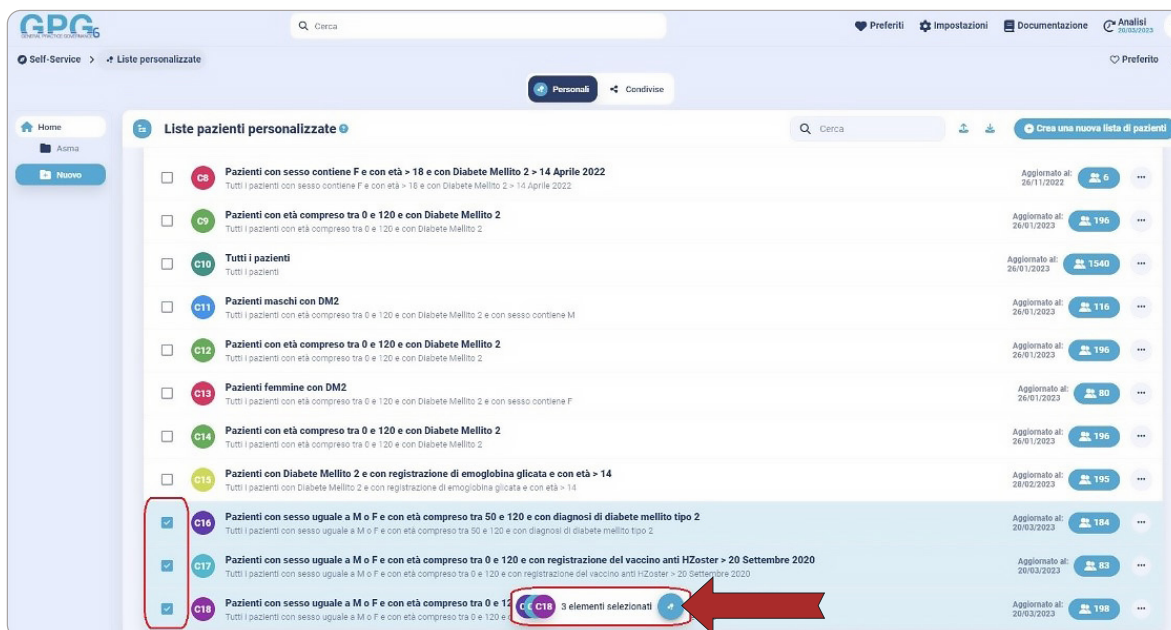 GPG6
GENERAL PRACTICE GOVERNANCE
Cerca
Preferiti
Impostazioni
Documentazione
Analisi
20/03/2023
Self-Service > Liste personalizzate
Preferito
Personali
Condivise
Home
Asma
Nuovo
Liste pazienti personalizzate
Cerca
Crea una nuova lista di pazienti
C8
Pazienti con sesso contiene F e con età > 18 e con Diabete Mellito 2 > 14 Aprile 2022
Tutti i pazienti con sesso contiene F e con età > 18 e con Diabete Mellito 2 > 14 Aprile 2022
Aggiornato al:
26/11/2022
6
C9
Pazienti con età compreso tra 0 e 120 e con Diabete Mellito 2
Tutti i pazienti con età compreso tra 0 e 120 e con Diabete Mellito 2
Aggiornato al:
26/01/2023
196
C10
Tutti i pazienti
Tutti i pazienti
Aggiornato al:
26/01/2023
1540
C11
Pazienti maschi con DM2
Tutti i pazienti con età compreso tra 0 e 120 e con Diabete Mellito 2 e con sesso contiene M
Aggiornato al:
26/01/2023
116
C12
Pazienti con età compreso tra 0 e 120 e con Diabete Mellito 2
Tutti i pazienti con età compreso tra 0 e 120 e con Diabete Mellito 2
Aggiornato al:
26/01/2023
196
C13
Pazienti femmine con DM2
Tutti i pazienti con età compreso tra 0 e 120 e con Diabete Mellito 2 e con sesso contiene F
Aggiornato al:
26/01/2023
80
C14
Pazienti con età compreso tra 0 e 120 e con Diabete Mellito 2
Tutti i pazienti con età compreso tra 0 e 120 e con Diabete Mellito 2
Aggiornato al:
26/01/2023
196
C15
Pazienti con Diabete Mellito 2 e con registrazione di emoglobina glicata e con età > 14
Tutti i pazienti con Diabete Mellito 2 e con registrazione di emoglobina glicata e con età > 14
Aggiornato al:
28/02/2023
195
C16
Pazienti con sesso uguale a M o F e con età compreso tra 50 e 120 e con diagnosi di diabete mellito tipo 2
Tutti i pazienti con sesso uguale a M o F e con età compreso tra 50 e 120 e con diagnosi di diabete mellito tipo 2
Aggiornato al:
20/03/2023
184
C17
Pazienti con sesso uguale a M o F e con età compreso tra 0 e 120 e con registrazione del vaccino anti HZoster > 20 Settembre 2020
Tutti i pazienti con sesso uguale a M o F e con età compreso tra 0 e 120 e con registrazione del vaccino anti HZoster > 20 Settembre 2020
Aggiornato al:
20/03/2023
83
C18
Pazienti con sesso uguale a M o F e con età compreso tra 0 e 12
Tutti i pazienti con sesso uguale a M o F e con età compreso tra 0 e 120 e
C18 3 elementi selezionati
Aggiornato al:
20/03/2023
198